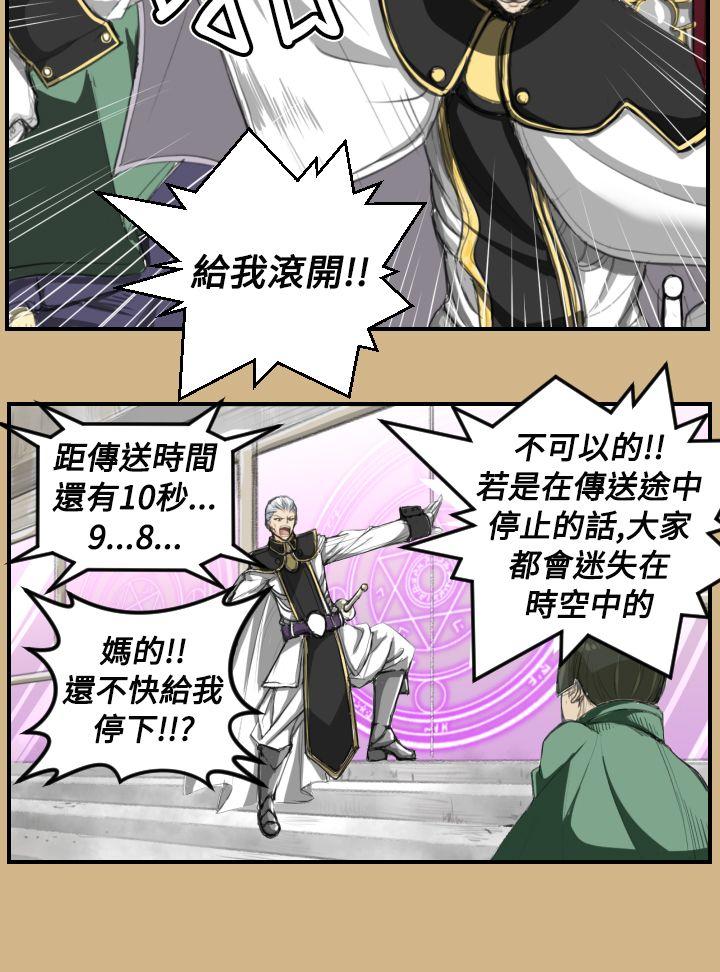 給我滾開!!
距傳送時間
還有10秒...
9...8...
不可以的!!
若是在傳送途中
停止的話,大家
都會迷失在
時空中的
媽的!!
還不快給我
停下!!?